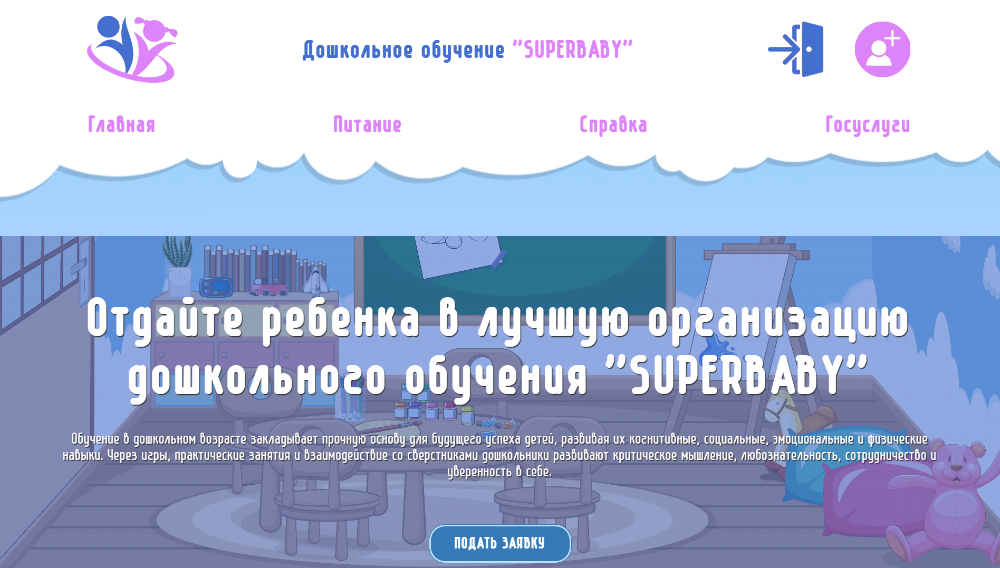 Дошкольное обучение "SUPERBABY"
Главная Питание Справка Госуслуги
Отдайте ребенка в лучшую организацию
дошкольного обучения "SUPERBABY"
Обучение в дошкольном возрасте закладывает прочную основу для будущего успеха детей, развивая их когнитивные, социальные, эмоциональные и физические
навыки. Через игры, практические занятия и взаимодействие со сверстниками дошкольники развивают критическое мышление, любознательность, сотрудничество и
уверенность в себе.
ПОДАТЬ ЗАЯВКУ